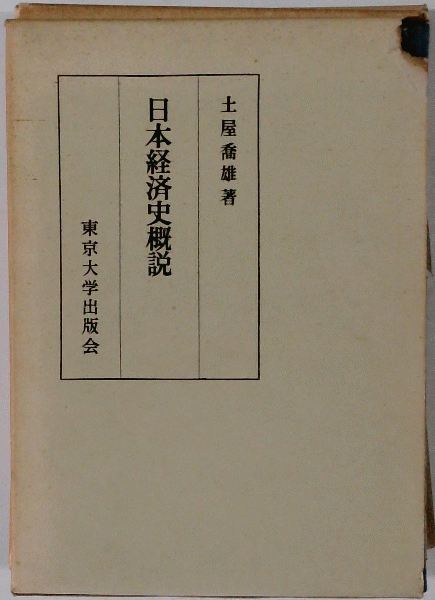 土屋喬雄著
日本経済史概説
東京大学出版会